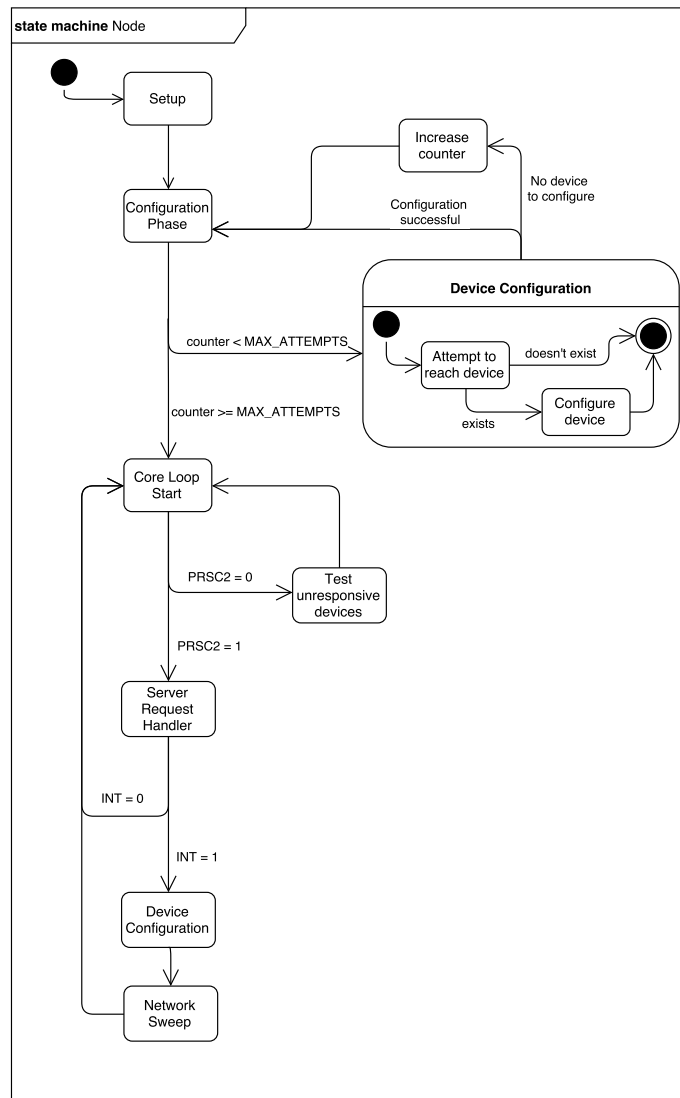 state machine Node
Setup
Increase
counter
No device
to configure
Configuration
Phase
Configuration
successful
Device Configuration
counter < MAX_ATTEMPTS
Attempt to
reach device
doesn't exist
Configure
device
exists
counter >= MAX_ATTEMPTS
Core Loop
Start
PRSC2 = 0
Test
unresponsive
devices
PRSC2 = 1
Server
Request
Handler
INT = 0
INT = 1
Device
Configuration
Network
Sweep